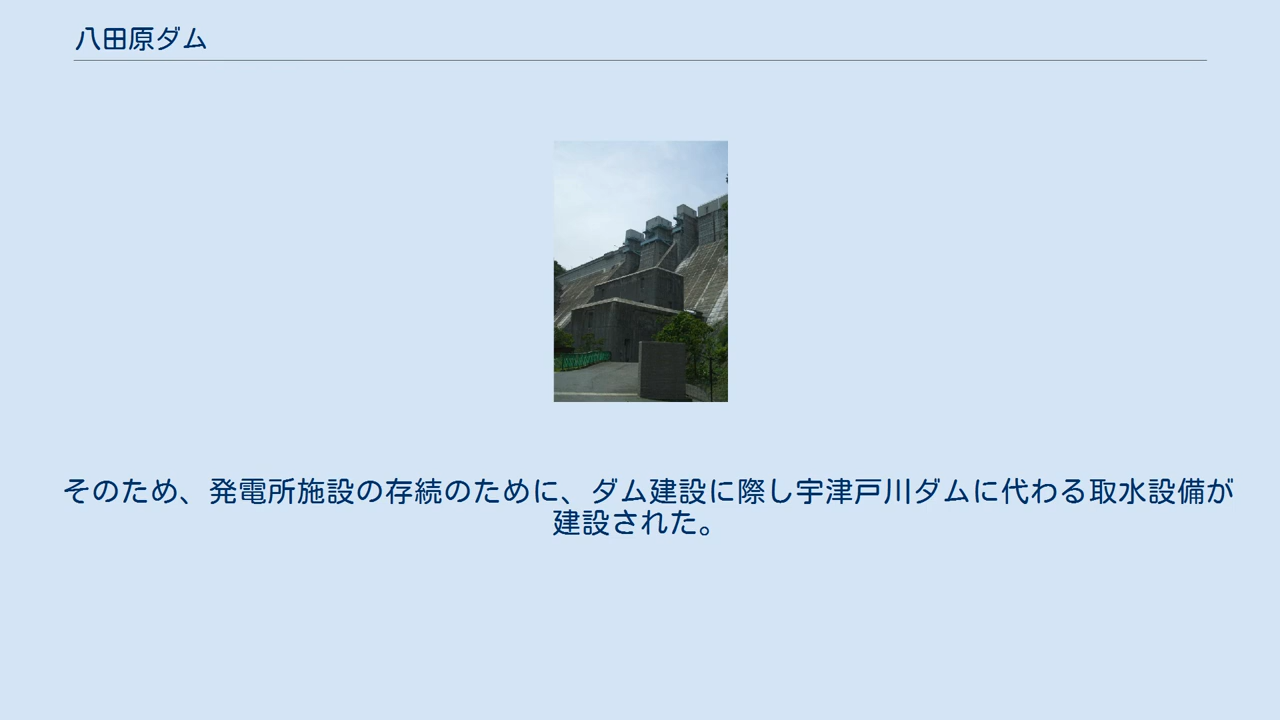 八田原ダム
そのため、発電所施設の存続のために、ダム建設に際し宇津戸川ダムに代わる取水設備が
建設された。